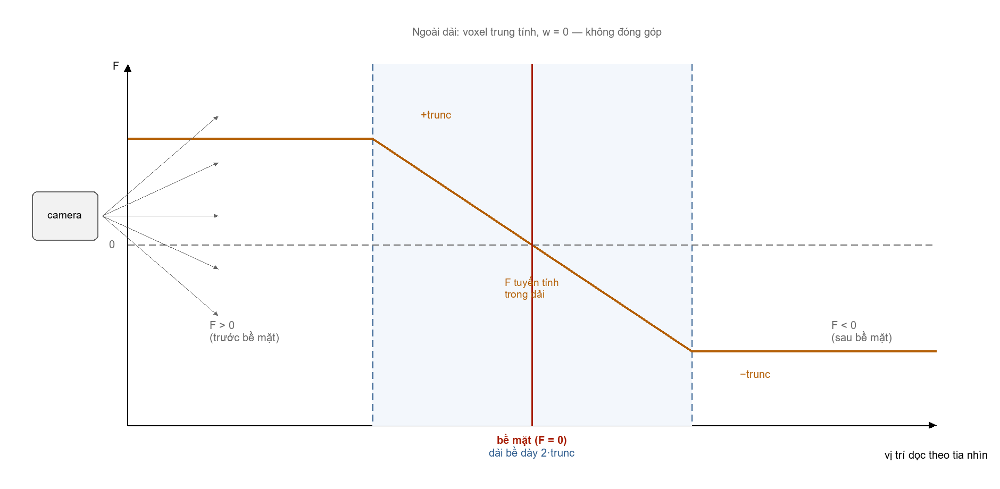 Ngoài dải: voxel trung tính, w = 0 — không đóng góp
F
+trunc
camera
0
F tuyến tính
trong dải
F > 0
(trước bề mặt)
F < 0
(sau bề mặt)
−trunc
bề mặt (F = 0)
dải bề dày 2·trunc
vị trí dọc theo tia nhìn